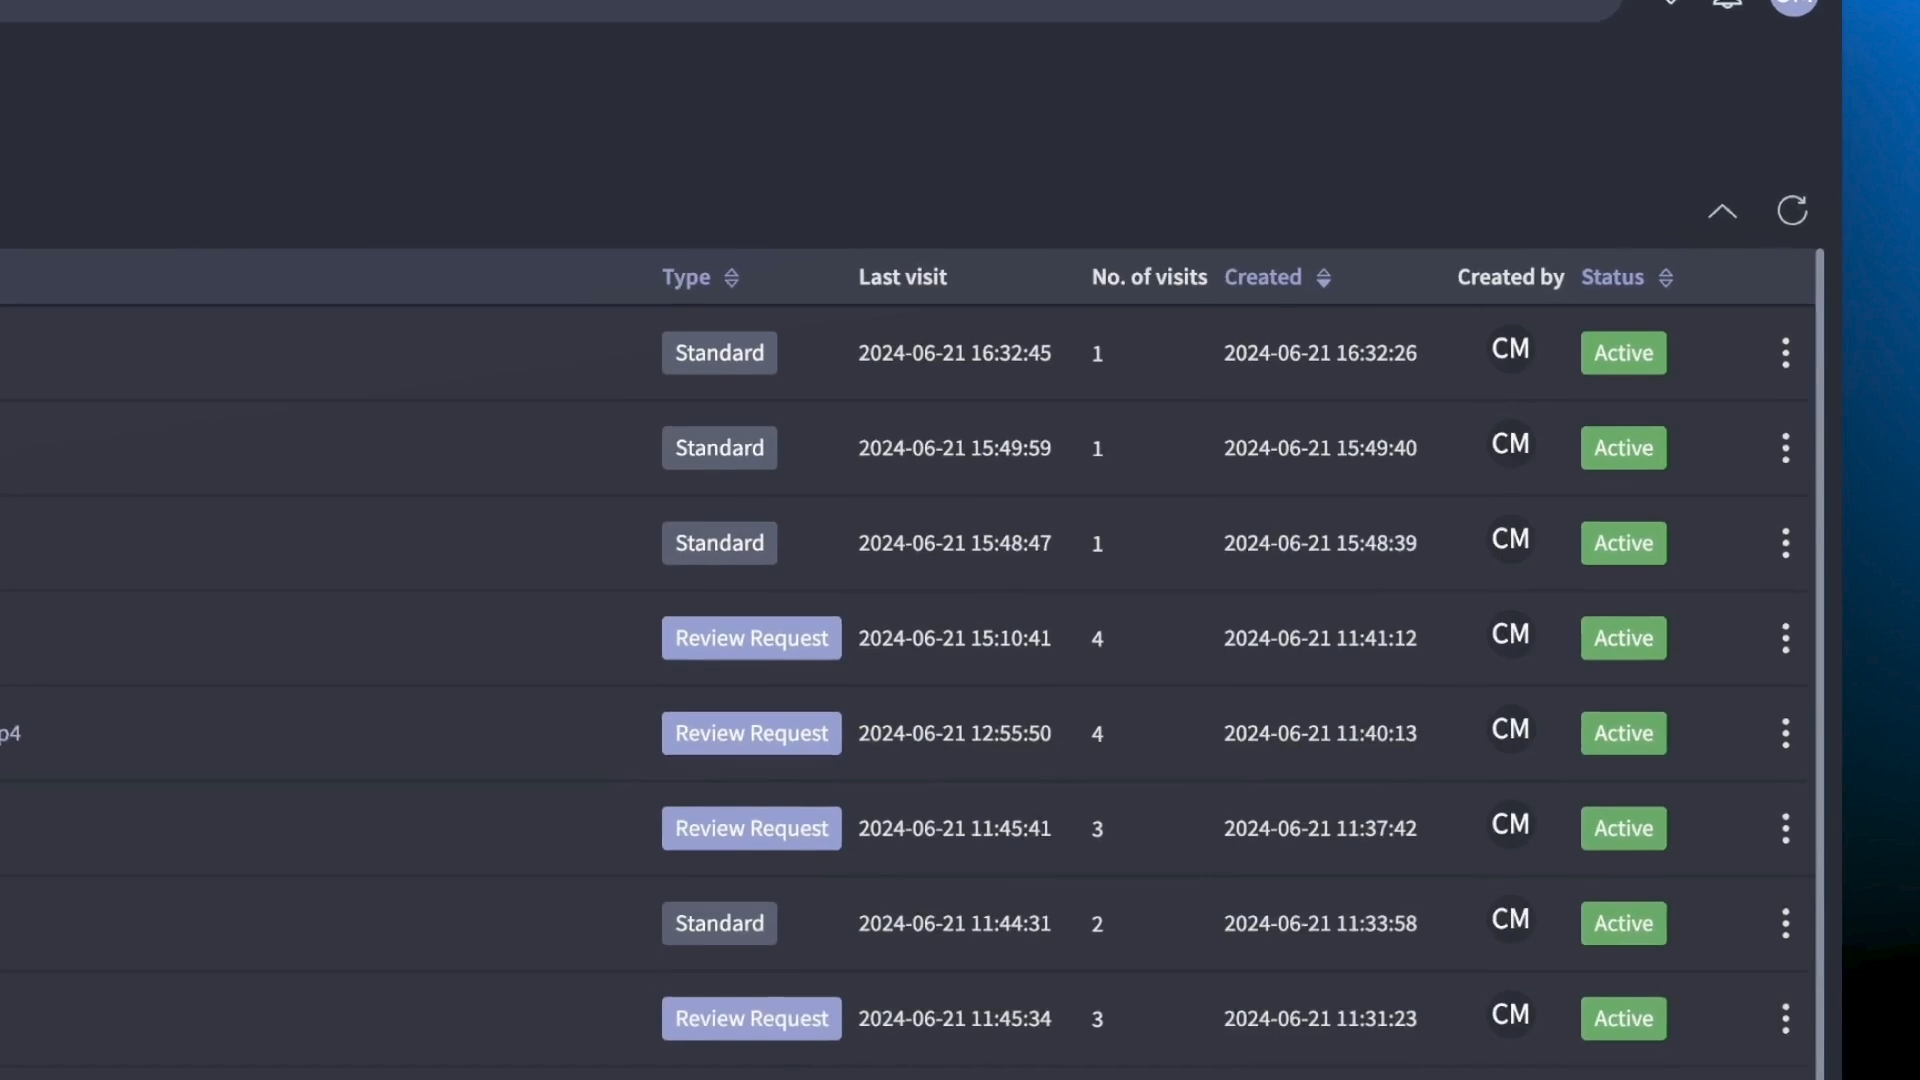 Type Last visit No. of visits Created Created by Status
Standard 2024-06-21 16:32:45 1 2024-06-21 16:32:26 CM Active
Standard 2024-06-21 15:49:59 1 2024-06-21 15:49:40 CM Active
Standard 2024-06-21 15:48:47 1 2024-06-21 15:48:39 CM Active
Review Request 2024-06-21 15:10:41 4 2024-06-21 11:41:12 CM Active
p4 Review Request 2024-06-21 12:55:50 4 2024-06-21 11:40:13 CM Active
Review Request 2024-06-21 11:45:41 3 2024-06-21 11:37:42 CM Active
Standard 2024-06-21 11:44:31 2 2024-06-21 11:33:58 CM Active
Review Request 2024-06-21 11:45:34 3 2024-06-21 11:31:23 CM Active